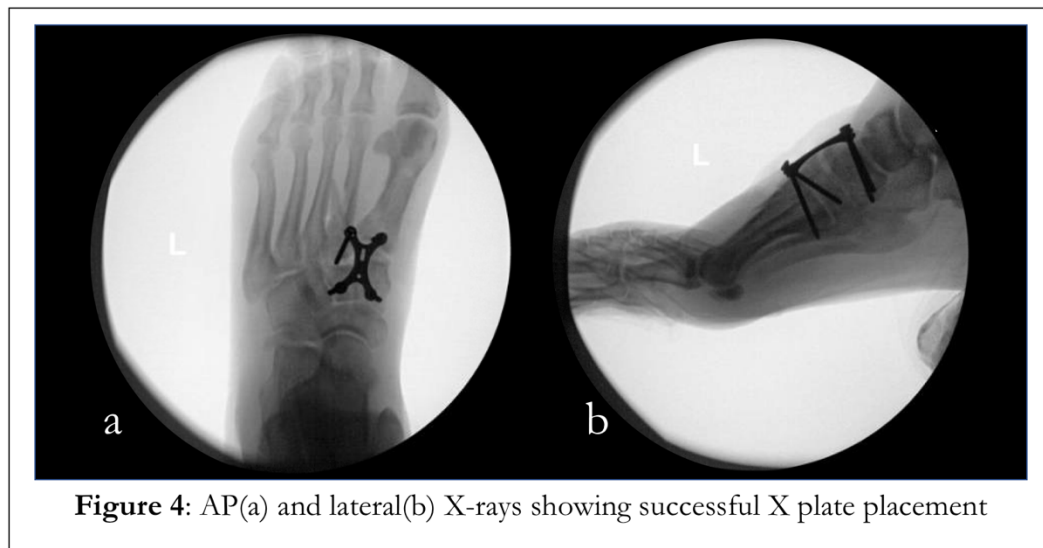 L
L
a
b
Figure 4: AP(a) and lateral(b) X-rays showing successful X plate placement